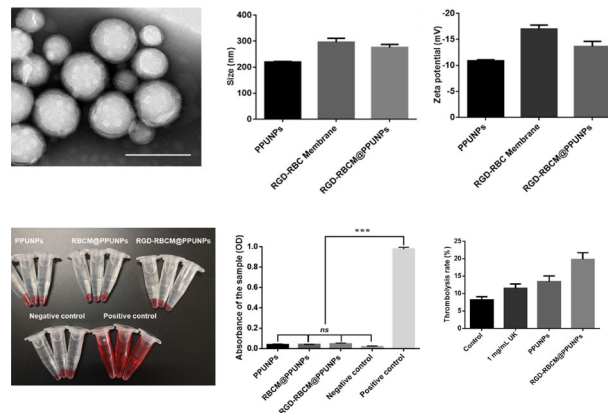 Size (nm)
400
300
200
100
0
PPUNPs
RGD-RBC Membrane
RGD-RBCM@PPUNPs
Zeta potential (mV)
-20
-15
-10
-5
0
PPUNPs
RGD-RBC Membrane
RGD-RBCM@PPUNPs
PPUNPs
RBCM@PPUNPs
RGD-RBCM@PPUNPs
Negative control
Positive control
Absorbance of the sample (OD)
1.0
0.8
0.6
0.4
0.2
0.0
ns
***
PPUNPs
RBCM@PPUNPs
RGD-RBCM@PPUNPs
Negative control
Positive control
Thrombolysis rate (%)
25
20
15
10
5
0
Control
1 mg/mL UK
PPUNPs
RGD-RBCM@PPUNPs